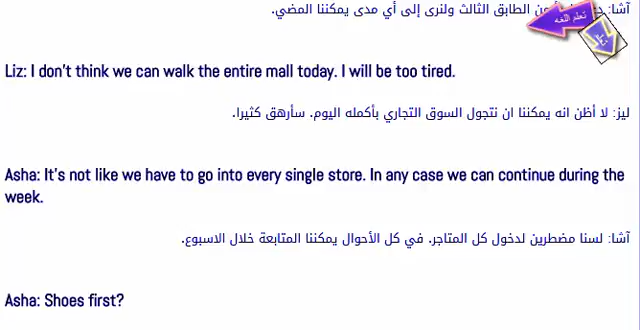 آشا: الطابق الثالث ولنرى إلى أي مدى يمكننا المضي.
تعلم اللغه
Liz: I don't think we can walk the entire mall today. I will be too tired.
ليز: لا أظن انه يمكننا ان نتجول السوق التجاري بأكمله اليوم. سأرهق كثيرا.
Asha: It's not like we have to go into every single store. In any case we can continue during the
week.
آشا: لسنا مضطرين لدخول كل المتاجر. في كل الأحوال يمكننا المتابعة خلال الاسبوع.
Asha: Shoes first?